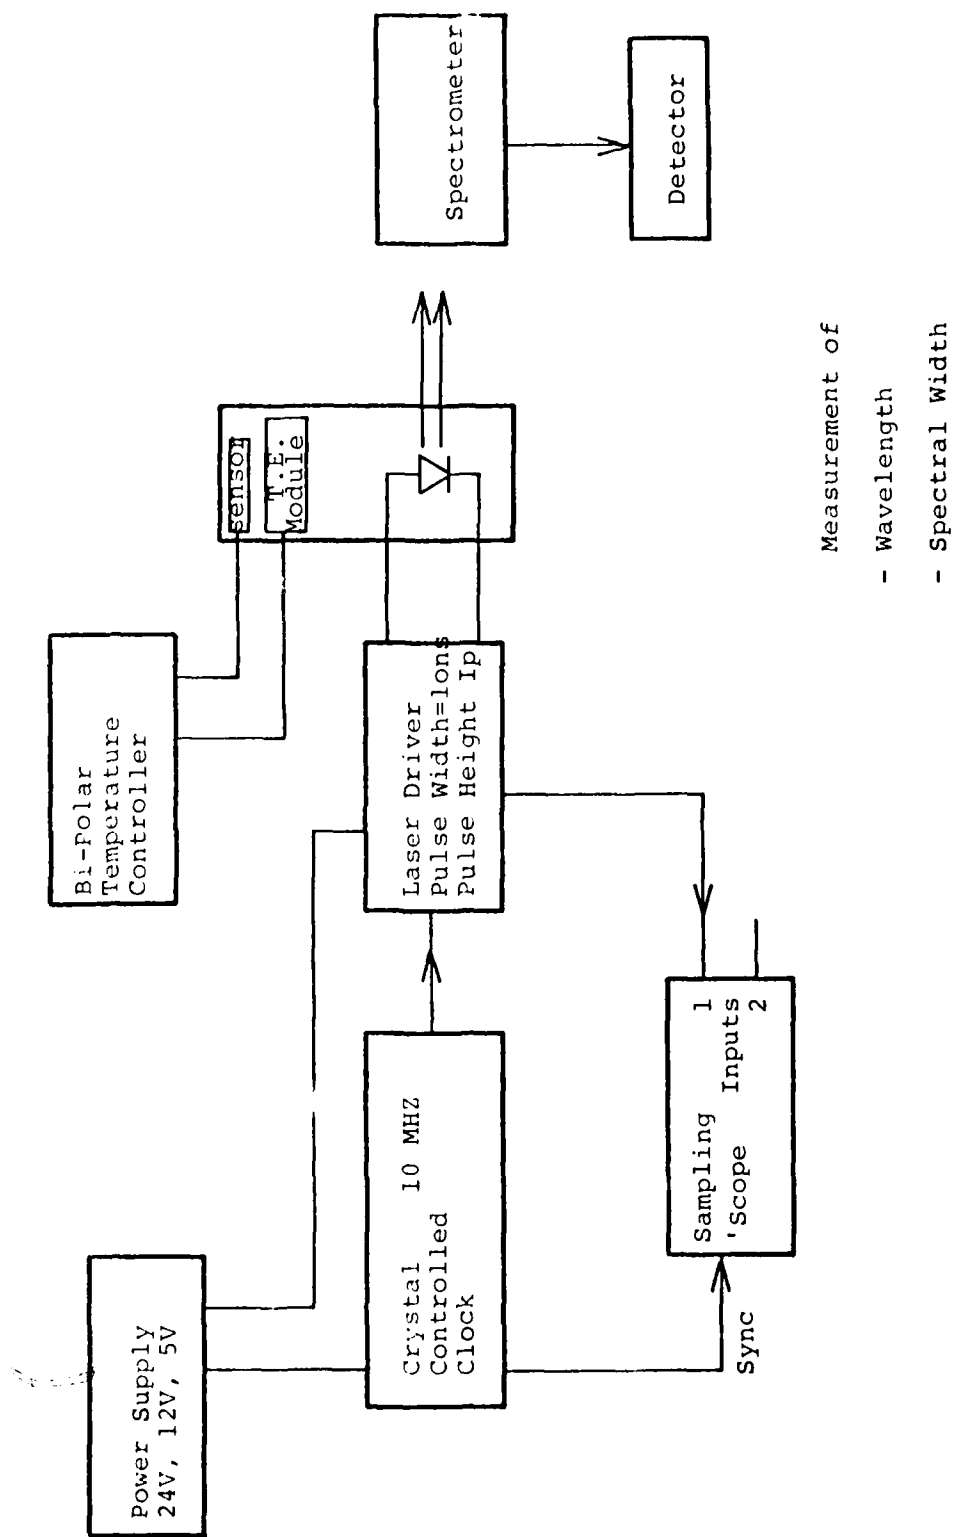 Power Supply
24V, 12V, 5V
Bi-Polar
Temperature
Controller
sensor
T.E.
Module
Crystal 10 MHZ
Controlled
Clock
Laser Driver
Pulse Width=lons
Pulse Height Ip
Spectrometer
Detector
Sync
Sampling 1
'Scope Inputs
2
Measurement of
- Wavelength
- Spectral Width